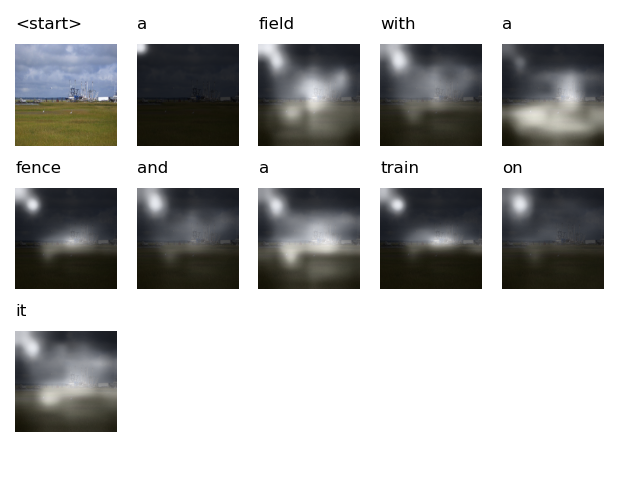 <start> a field with a
fence and a train on
it